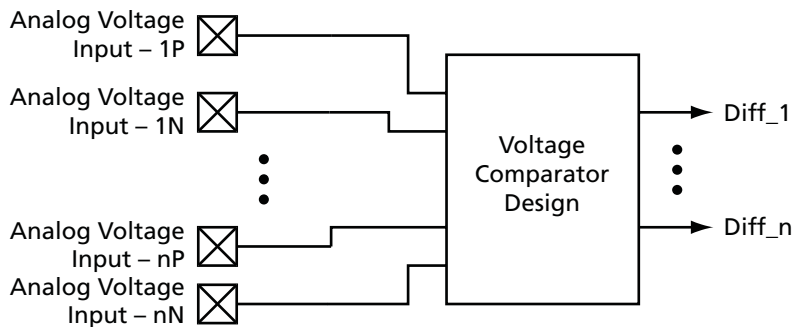 Analog Voltage
Input – 1P
Analog Voltage
Input – 1N
Analog Voltage
Input – nP
Analog Voltage
Input – nN
Voltage
Comparator
Design
Diff_1
Diff_n